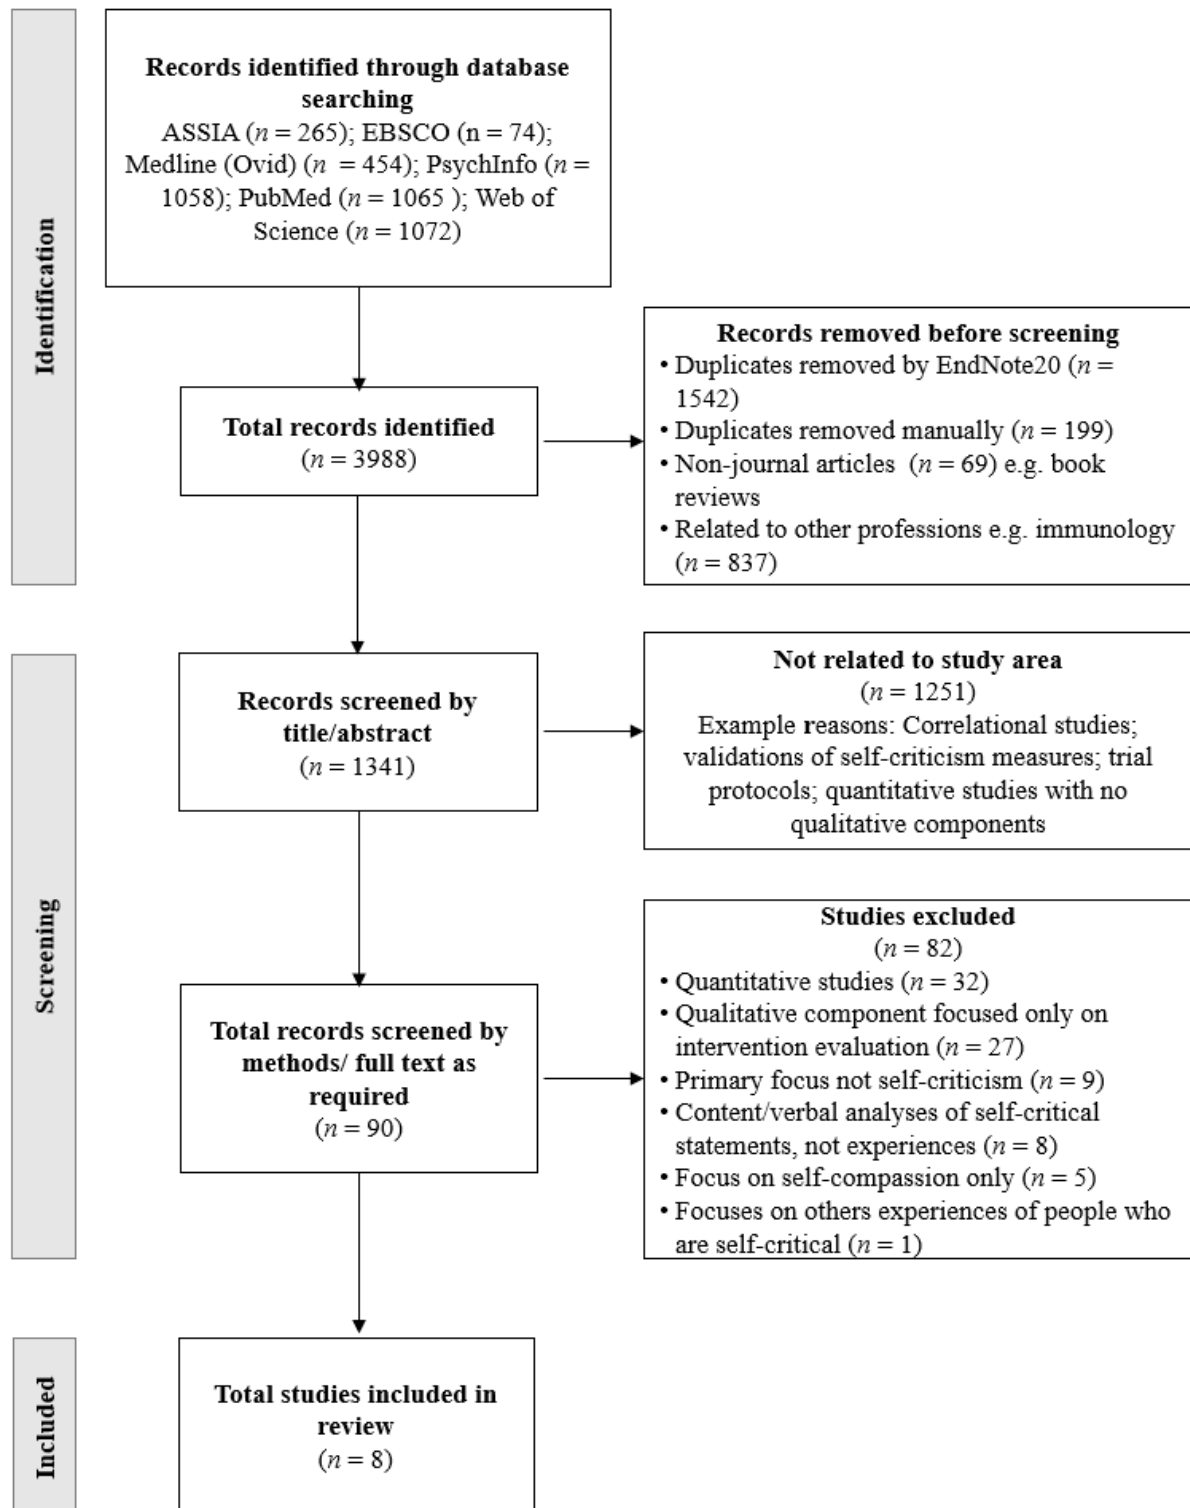 Identification
Records identified through database
searching
ASSIA (n = 265); EBSCO (n = 74);
Medline (Ovid) (n = 454); PsychInfo (n =
1058); PubMed (n = 1065 ); Web of
Science (n = 1072)
Records removed before screening
• Duplicates removed by EndNote20 (n =
1542)
• Duplicates removed manually (n = 199)
• Non-journal articles (n = 69) e.g. book
reviews
• Related to other professions e.g. immunology
(n = 837)
Total records identified
(n = 3988)
Screening
Records screened by
title/abstract
(n = 1341)
Not related to study area
(n = 1251)
Example reasons: Correlational studies;
validations of self-criticism measures; trial
protocols; quantitative studies with no
qualitative components
Total records screened by
methods/ full text as
required
(n = 90)
Studies excluded
(n = 82)
• Quantitative studies (n = 32)
• Qualitative component focused only on
intervention evaluation (n = 27)
• Primary focus not self-criticism (n = 9)
• Content/verbal analyses of self-critical
statements, not experiences (n = 8)
• Focus on self-compassion only (n = 5)
• Focuses on others experiences of people who
are self-critical (n = 1)
Included
Total studies included in
review
(n = 8)